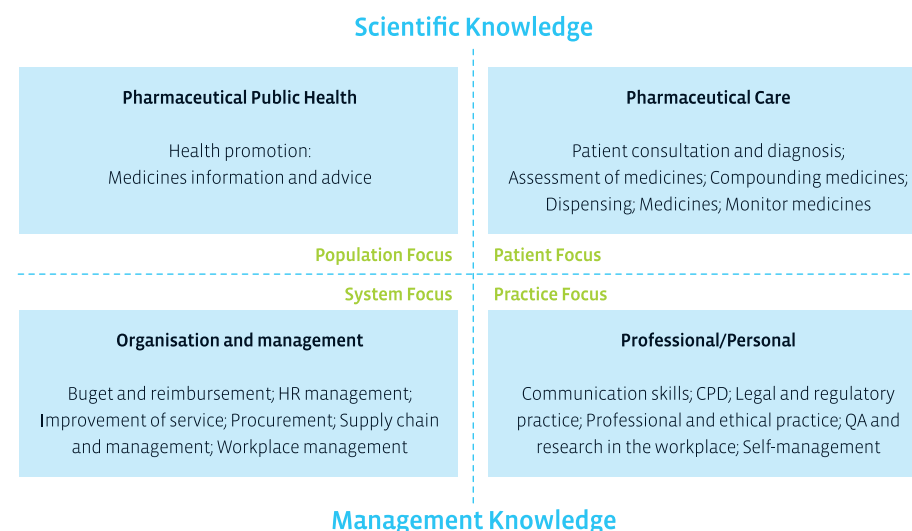 Scientific Knowledge
Pharmaceutical Public Health
Health promotion:
Medicines information and advice
Pharmaceutical Care
Patient consultation and diagnosis;
Assessment of medicines; Compounding medicines;
Dispensing; Medicines; Monitor medicines
Population Focus
Patient Focus
System Focus
Practice Focus
Organisation and management
Buget and reimbursement; HR management;
Improvement of service; Procurement; Supply chain
and management; Workplace management
Professional/Personal
Communication skills; CPD; Legal and regulatory
practice; Professional and ethical practice; QA and
research in the workplace; Self-management
Management Knowledge